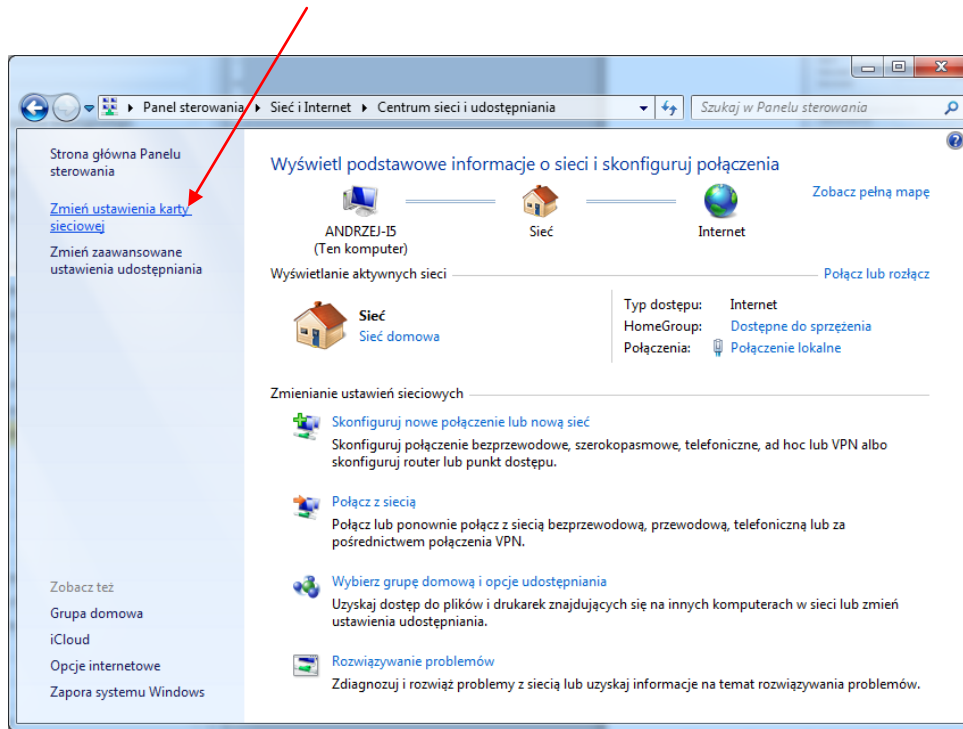 Panel sterowania Sieć i Internet Centrum sieci i udostępniania
Szukaj w Panelu sterowania
Strona główna Panelu
sterowania
Zmień ustawienia karty
sieciowej
Zmień zaawansowane
ustawienia udostępniania
Wyświetl podstawowe informacje o sieci i skonfiguruj połączenia
Zobacz pełną mapę
ANDRZEJ-I5
(Ten komputer)
Sieć
Internet
Wyświetlanie aktywnych sieci
Połącz lub rozłącz
Sieć
Sieć domowa
Typ dostępu: Internet
HomeGroup: Dostępne do sprzężenia
Połączenia: Połączenie lokalne
Zmienianie ustawień sieciowych
Skonfiguruj nowe połączenie lub nową sieć
Skonfiguruj połączenie bezprzewodowe, szerokopasmowe, telefoniczne, ad hoc lub VPN albo
skonfiguruj router lub punkt dostępu.
Połącz z siecią
Połącz lub ponownie połącz z siecią bezprzewodową, przewodową, telefoniczną lub za
pośrednictwem połączenia VPN.
Wybierz grupę domową i opcje udostępniania
Uzyskaj dostęp do plików i drukarek znajdujących się na innych komputerach w sieci lub zmień
ustawienia udostępniania.
Rozwiązywanie problemów
Zdiagnozuj i rozwiąż problemy z siecią lub uzyskaj informacje na temat rozwiązywania problemów.
Zobacz też
Grupa domowa
iCloud
Opcje internetowe
Zapora systemu Windows